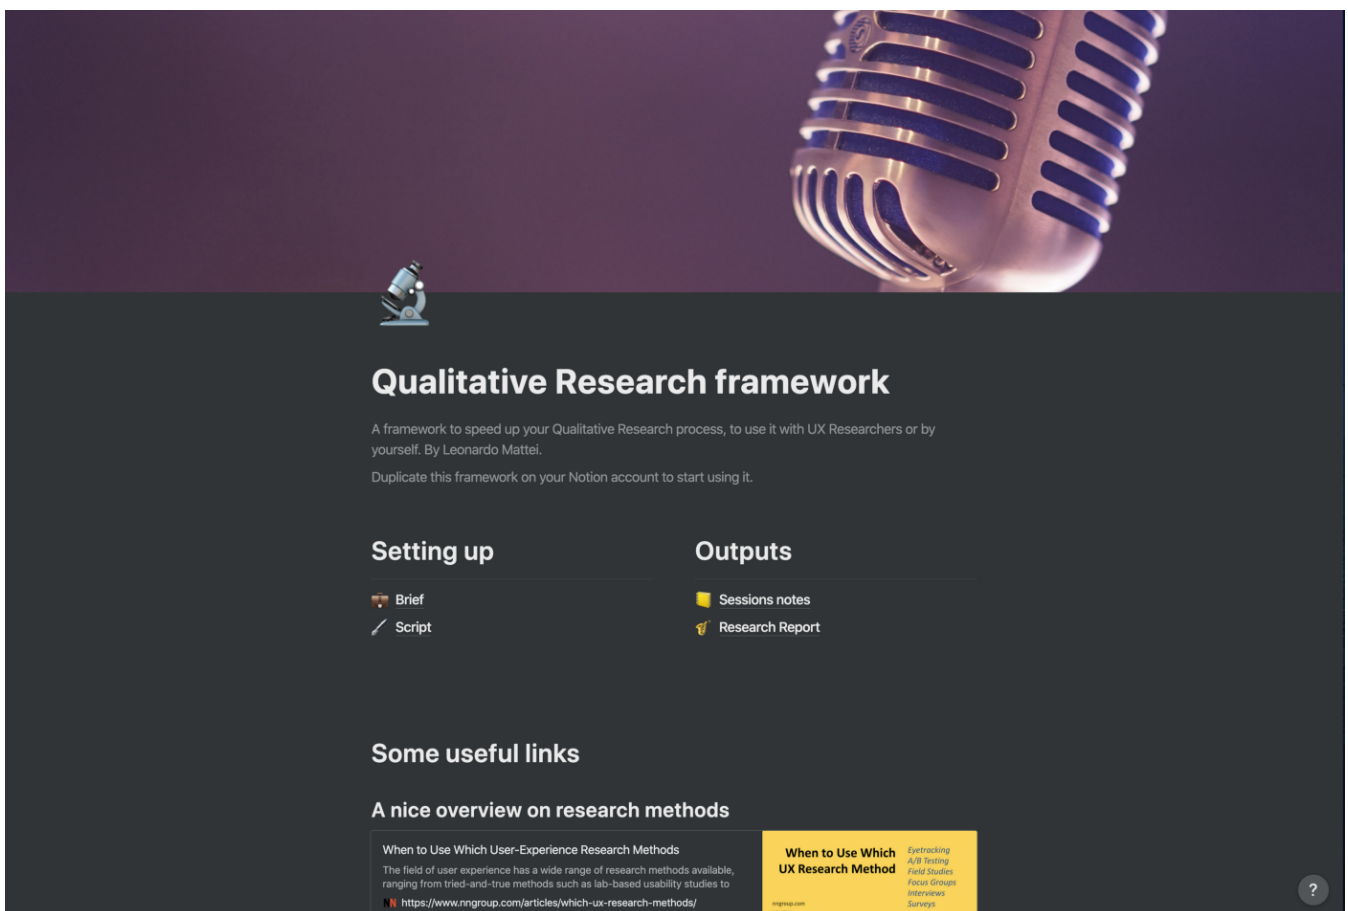 Qualitative Research framework
A framework to speed up your Qualitative Research process, to use it with UX Researchers or by
yourself. By Leonardo Mattei.
Duplicate this framework on your Notion account to start using it.
Setting up
Brief
Script
Outputs
Sessions notes
Research Report
Some useful links
A nice overview on research methods
When to Use Which User-Experience Research Methods
The field of user experience has a wide range of research methods available,
ranging from tried-and-true methods such as lab-based usability studies to
NN https://www.nngroup.com/articles/which-ux-research-methods/
When to Use Which
UX Research Method
nngroup.com
Eyetracking
A/B Testing
Field Studies
Focus Groups
Interviews
Surveys
?